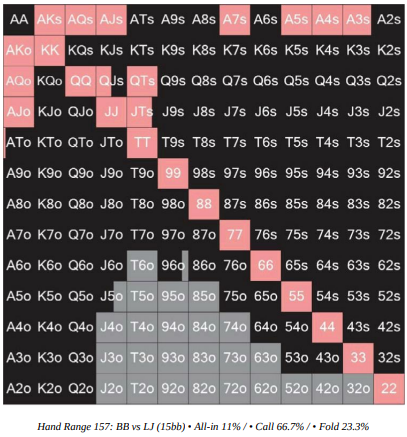 AA AKs AQs AJs ATs A9s A8s A7s A6s A5s A4s A3s A2s
AKo KK KQs KJs KTs K9s K8s K7s K6s K5s K4s K3s K2s
AQo KQo QQ QJs QTs Q9s Q8s Q7s Q6s Q5s Q4s Q3s Q2s
AJo KJo QJo JJ JTs J9s J8s J7s J6s J5s J4s J3s J2s
ATo KTo QTo JTo TT T9s T8s T7s T6s T5s T4s T3s T2s
A9o K9o Q9o J9o T9o 99 98s 97s 96s 95s 94s 93s 92s
A8o K8o Q8o J8o T8o 98o 88 87s 86s 85s 84s 83s 82s
A7o K7o Q7o J7o T7o 97o 87o 77 76s 75s 74s 73s 72s
A6o K6o Q6o J6o T6o 96o 86o 76o 66 65s 64s 63s 62s
A5o K5o Q5o J5o T5o 95o 85o 75o 65o 55 54s 53s 52s
A4o K4o Q4o J4o T4o 94o 84o 74o 64o 54o 44 43s 42s
A3o K3o Q3o J3o T3o 93o 83o 73o 63o 53o 43o 33 32s
A2o K2o Q2o J2o T2o 92o 82o 72o 62o 52o 42o 32o 22
Hand Range 157: BB vs LJ (15bb) • All-in 11% / • Call 66.7% / • Fold 23.3%